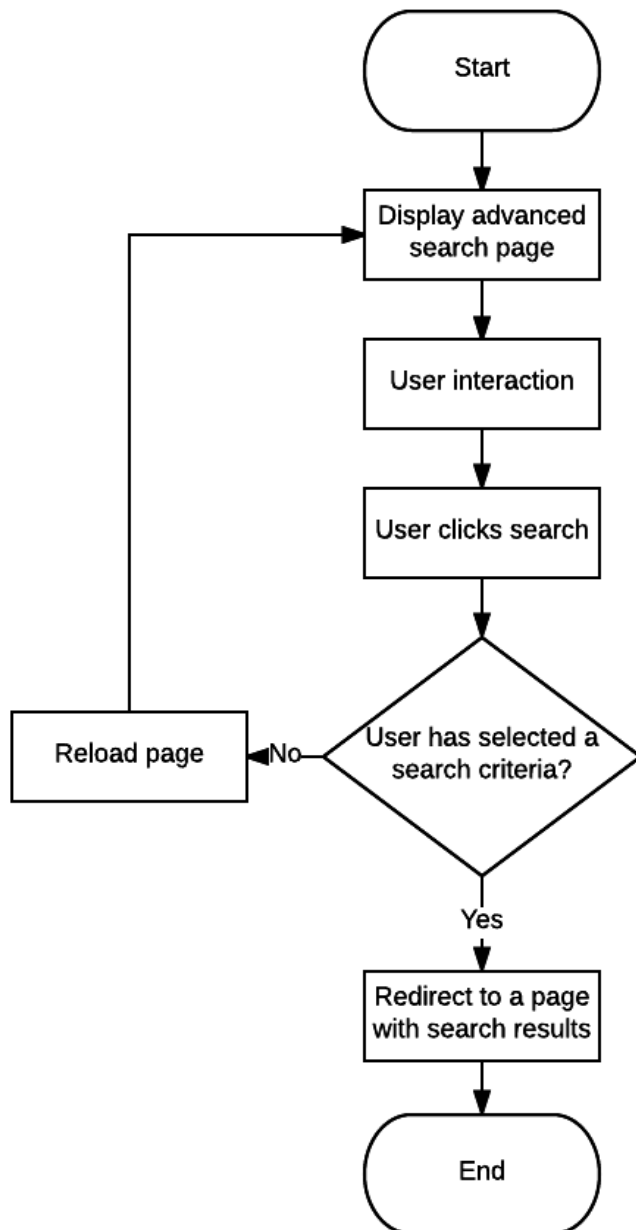 Start
Display advanced
search page
User interaction
User clicks search
User has selected a
search criteria?
No
Reload page
Yes
Redirect to a page
with search results
End